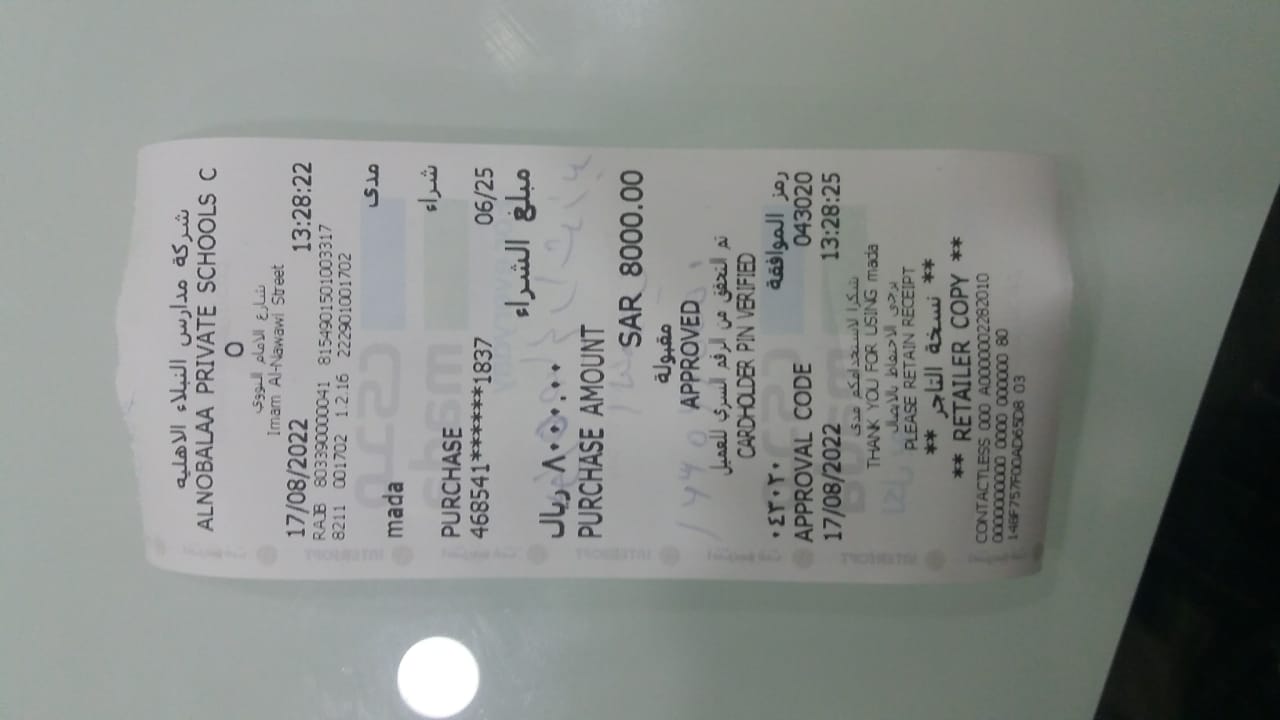 شركة مدارس النبلاء الاهليه
ALNOBALAA PRIVATE SCHOOLS C
O
شارع الامام النووي
Imam Al-Nawawi Street
17/08/2022 13:28:22
RAJB 8033900000041 8154901501003317
8211 001702 1.2.16 222901001702
mada مدى
PURCHASE شراء
468541******1837 06/25
مبلغ الشراء ٨٠٠٠.٠٠ ريال
PURCHASE AMOUNT
SAR 8000.00
مقبولة
APPROVED
تم التحقق من الرقم السري للعميل
CARDHOLDER PIN VERIFIED
رمز الموافقة ٠٤٣٠٢٠
APPROVAL CODE 043020
17/08/2022 13:28:25
شكرا لاستخدامكم مدى
THANK YOU FOR USING mada
يرجى الاحتفاظ بالايصال
PLEASE RETAIN RECEIPT
** نسخة التاجر **
** RETAILER COPY **
CONTACTLESS 000 A0000002282010
0000000000 0000 000000 80